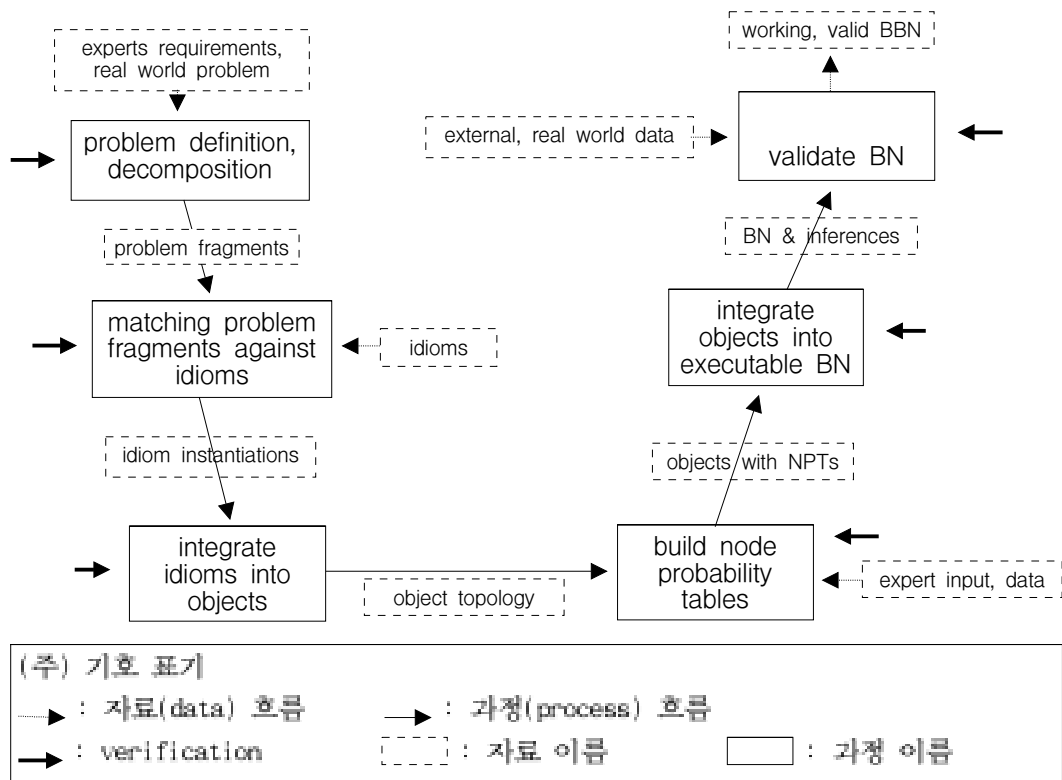 experts requirements,
real world problem
problem definition,
decomposition
problem fragments
matching problem
fragments against
idioms
idioms
idiom instantiations
integrate
idioms into
objects
object topology
build node
probability
tables
expert input, data
objects with NPTs
integrate
objects into
executable BN
BN & inferences
validate BN
external, real world data
working, valid BBN
(주) 기호 표기
: 자료(data) 흐름
: 과정(process) 흐름
: verification
: 자료 이름
: 과정 이름